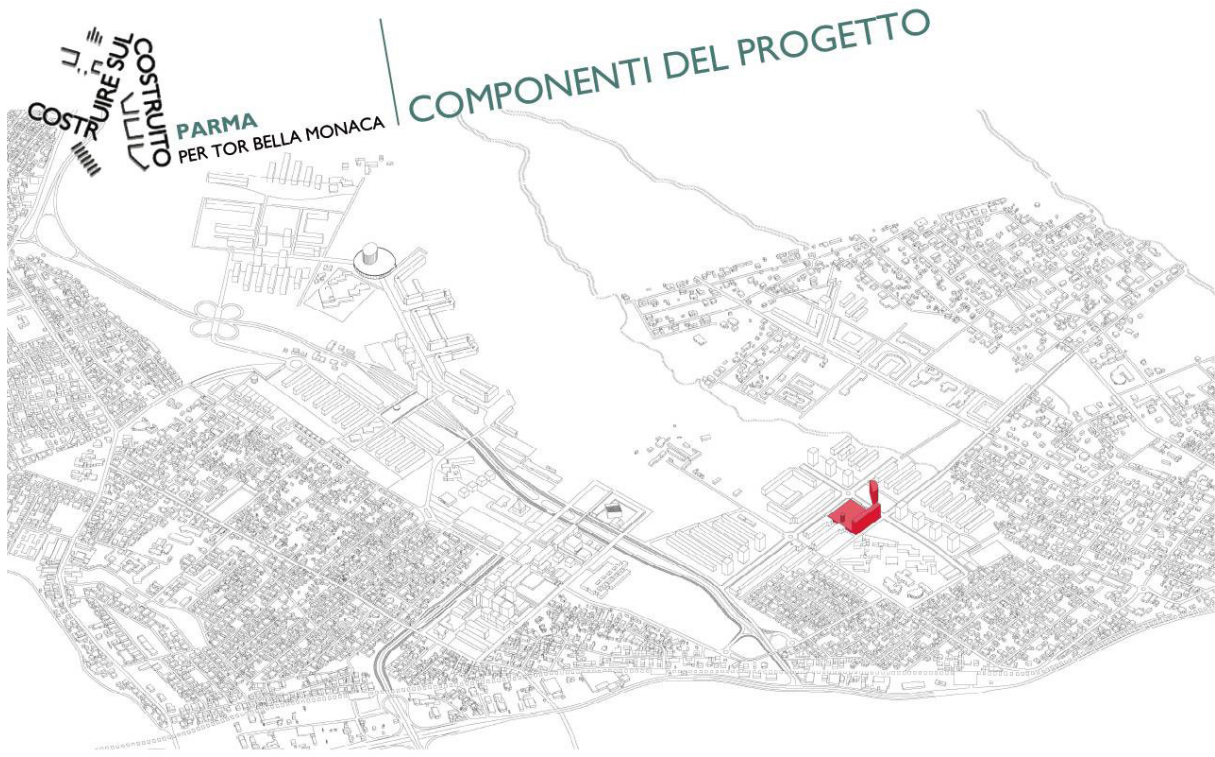 COSTRUIRE SUL
COSTRUITO
PARMA
PER TOR BELLA MONACA
COMPONENTI DEL PROGETTO